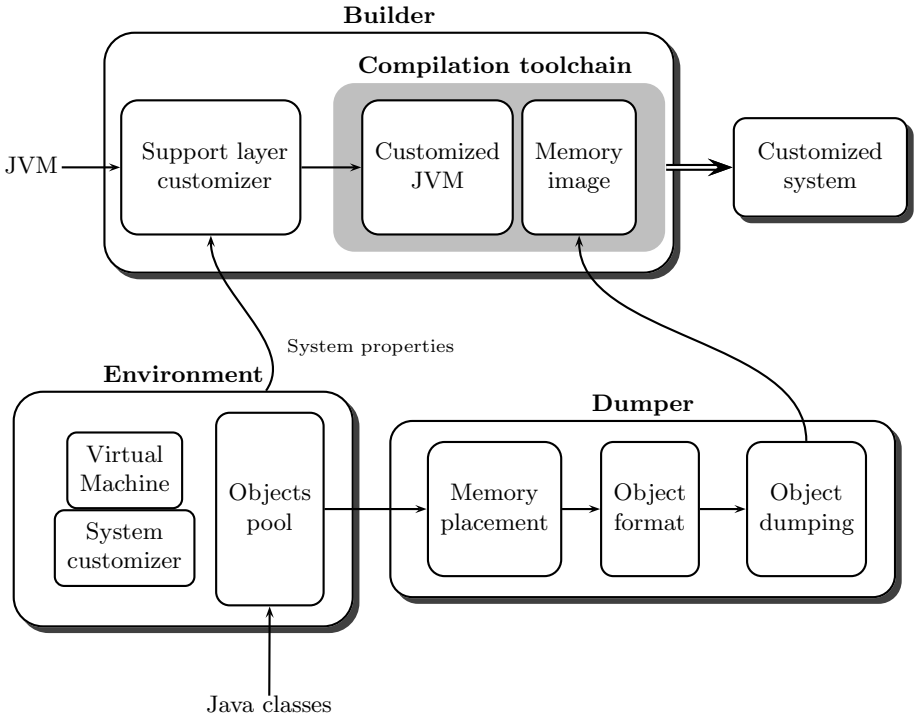 Builder
Compilation toolchain
JVM
Support layer
customizer
Customized
JVM
Memory
image
Customized
system
System properties
Environment
Virtual
Machine
System
customizer
Objects
pool
Dumper
Memory
placement
Object
format
Object
dumping
Java classes